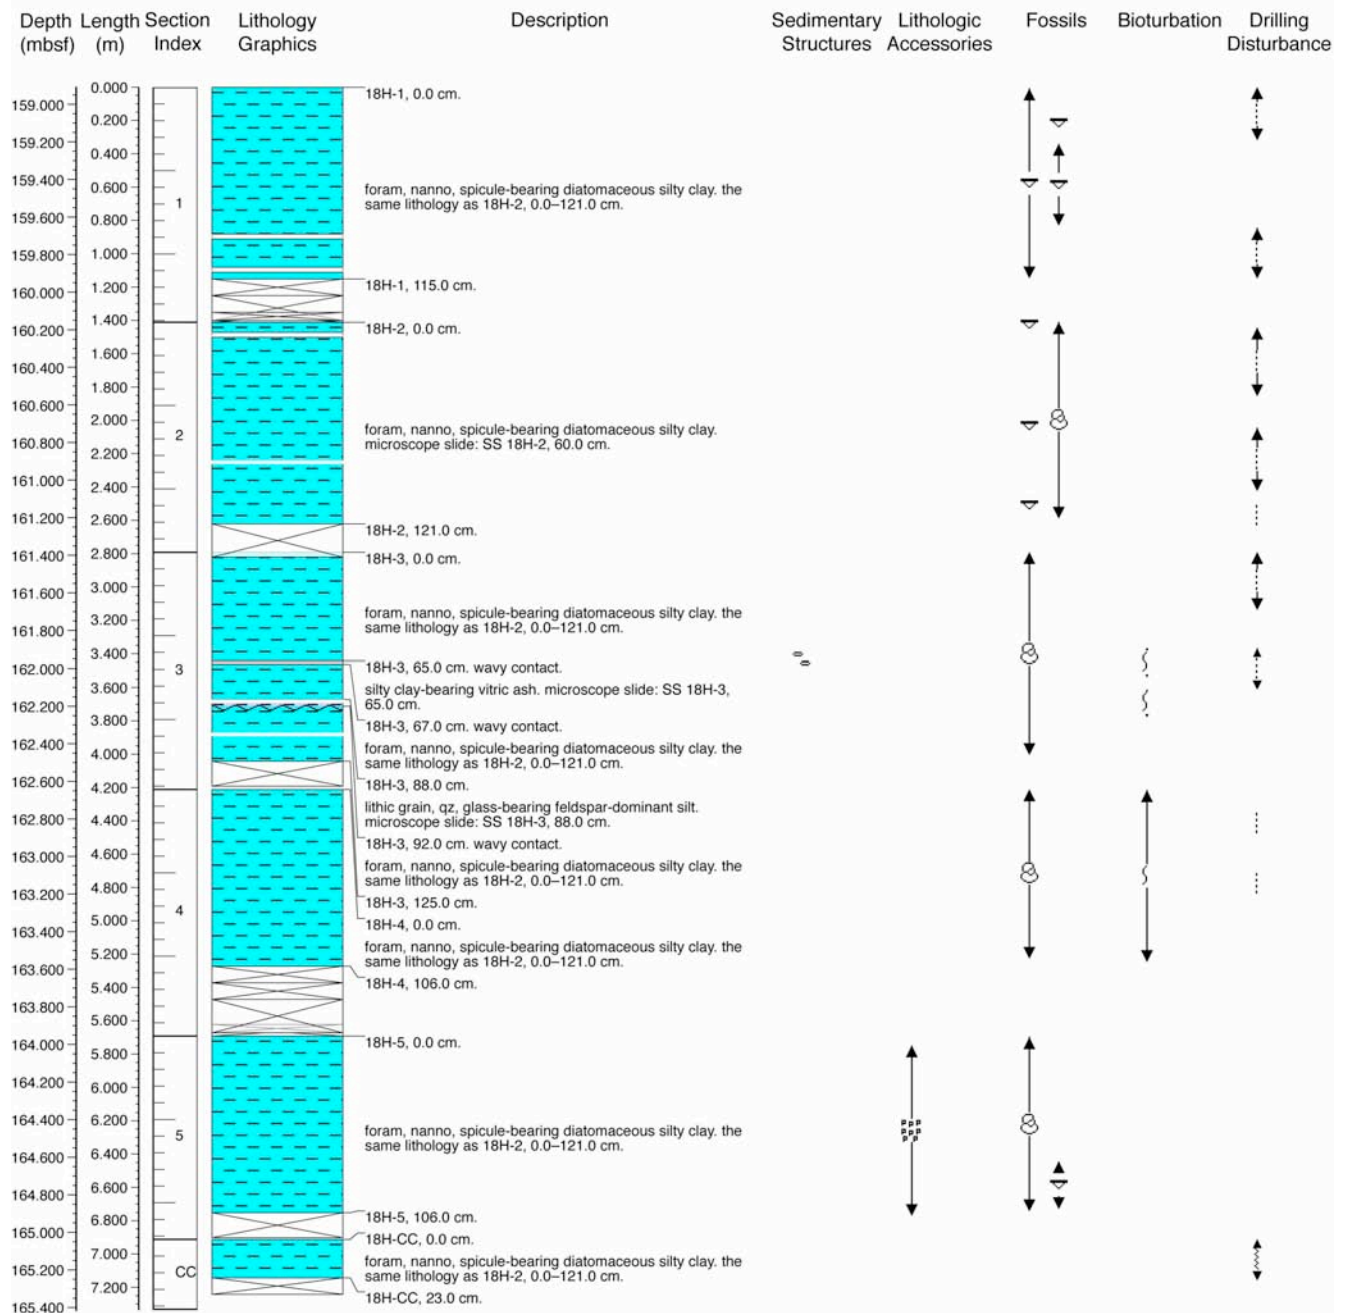 Depth Length Section Lithology Description Sedimentary Lithologic Fossils Bioturbation Drilling
(mbsf) (m) Index Graphics Structures Accessories Disturbance
0.000
18H-1, 0.0 cm.
159.000
0.200
159.200
0.400
159.400
0.600
foram, nanno, spicule-bearing diatomaceous silty clay. the
same lithology as 18H-2, 0.0–121.0 cm.
1
159.600
0.800
159.800
1.000
18H-1, 115.0 cm.
160.000
1.200
1.400
18H-2, 0.0 cm.
160.200
1.600
160.400
1.800
160.600
2.000
foram, nanno, spicule-bearing diatomaceous silty clay.
microscope slide: SS 18H-2, 60.0 cm.
2
160.800
2.200
161.000
2.400
161.200
2.600
18H-2, 121.0 cm.
161.400
2.800
18H-3, 0.0 cm.
161.600
3.000
foram, nanno, spicule-bearing diatomaceous silty clay. the
same lithology as 18H-2, 0.0–121.0 cm.
161.800
3.200
3.400
162.000
3
18H-3, 65.0 cm. wavy contact.
silty clay-bearing vitric ash. microscope slide: SS 18H-3,
65.0 cm.
3.600
162.200
18H-3, 67.0 cm. wavy contact.
3.800
162.400
foram, nanno, spicule-bearing diatomaceous silty clay. the
same lithology as 18H-2, 0.0–121.0 cm.
4.000
162.600
18H-3, 88.0 cm.
4.200
lithic grain, qz, glass-bearing feldspar-dominant silt.
microscope slide: SS 18H-3, 88.0 cm.
162.800
4.400
18H-3, 92.0 cm. wavy contact.
163.000
4.600
foram, nanno, spicule-bearing diatomaceous silty clay. the
same lithology as 18H-2, 0.0–121.0 cm.
163.200
4.800
18H-3, 125.0 cm.
4
18H-4, 0.0 cm.
5.000
163.400
foram, nanno, spicule-bearing diatomaceous silty clay. the
same lithology as 18H-2, 0.0–121.0 cm.
5.200
163.600
18H-4, 106.0 cm.
5.400
163.800
5.600
164.000
18H-5, 0.0 cm.
5.800
164.200
6.000
164.400
6.200
P P P
P P P
P P
foram, nanno, spicule-bearing diatomaceous silty clay. the
same lithology as 18H-2, 0.0–121.0 cm.
5
6.400
164.600
6.600
164.800
6.800
18H-5, 106.0 cm.
165.000
18H-CC, 0.0 cm.
7.000
foram, nanno, spicule-bearing diatomaceous silty clay. the
same lithology as 18H-2, 0.0–121.0 cm.
165.200
CC
7.200
18H-CC, 23.0 cm.
165.400